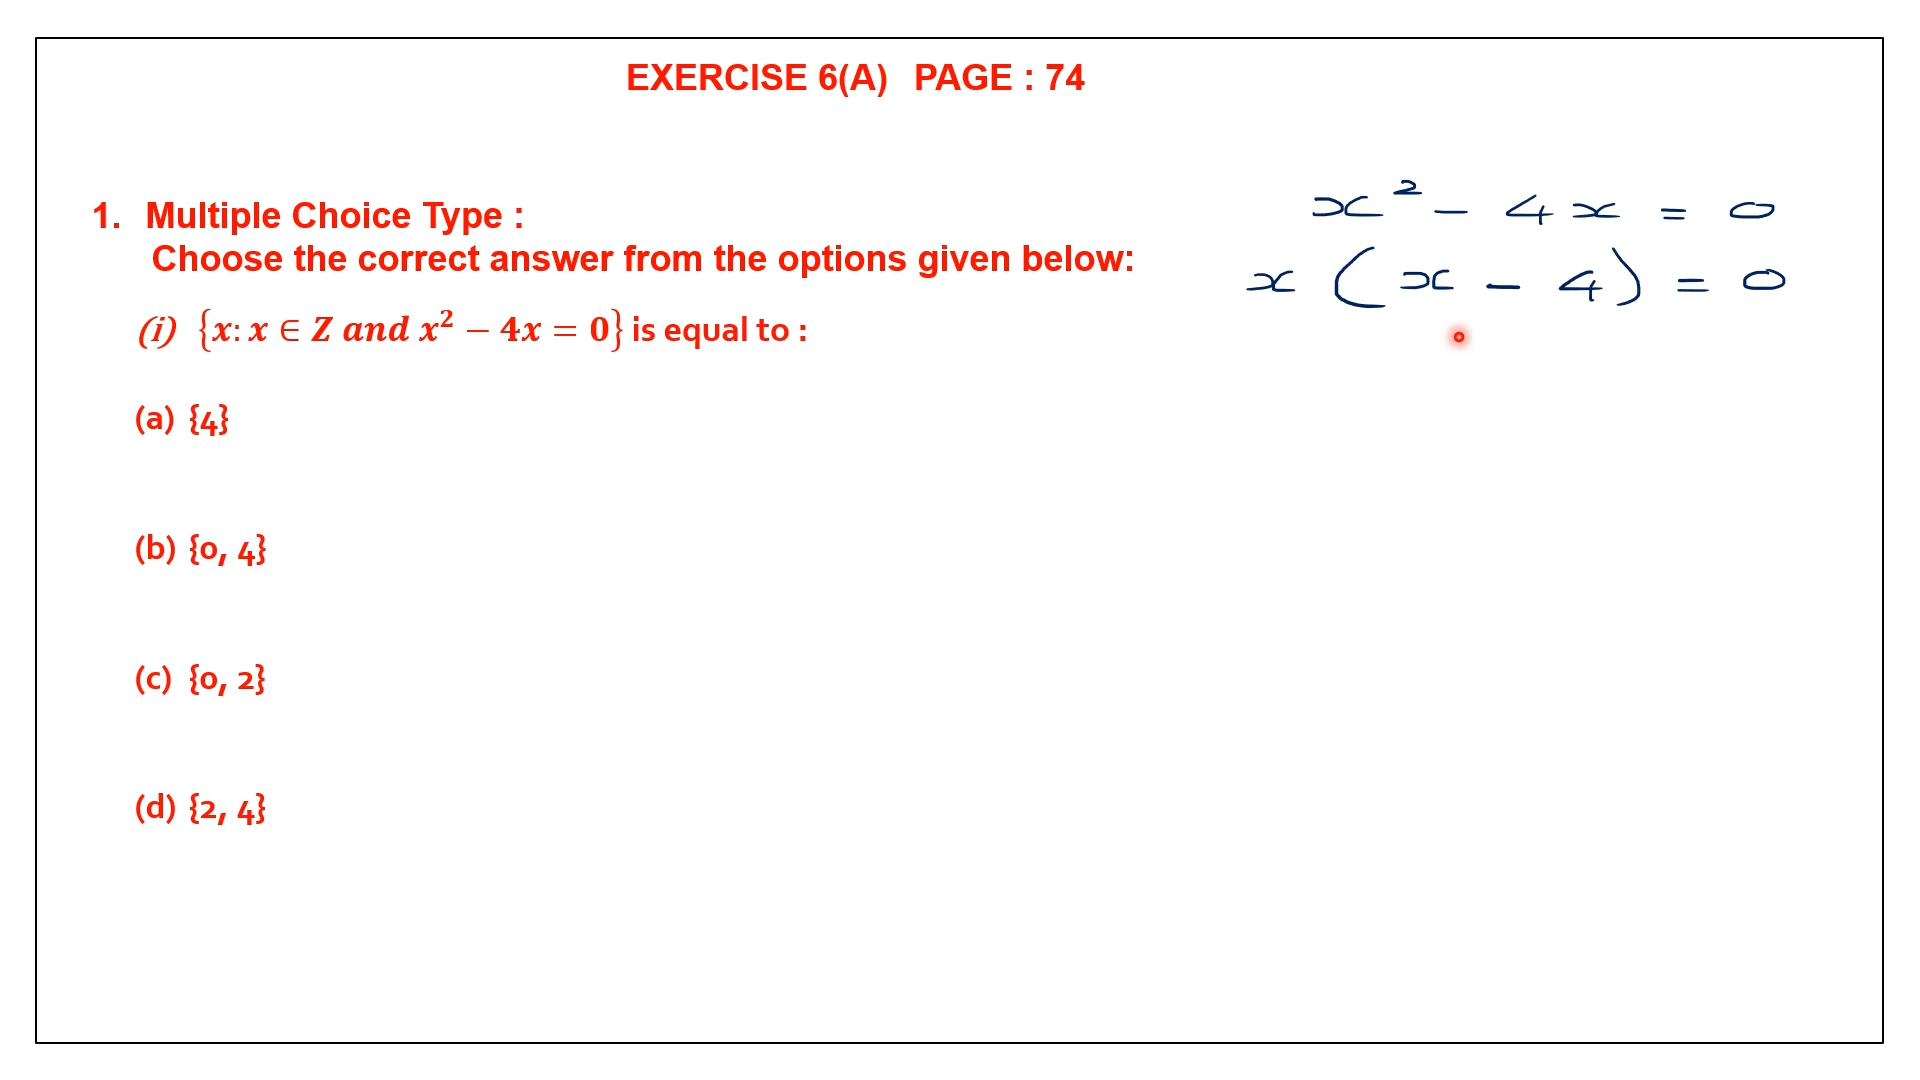 EXERCISE 6(A) PAGE : 74
1. Multiple Choice Type :
Choose the correct answer from the options given below:
(i) {x: x ∈ Z and x² − 4x = 0} is equal to :
(a) {4}
(b) {0, 4}
(c) {0, 2}
(d) {2, 4}
x² − 4x = 0
x (x − 4) = 0